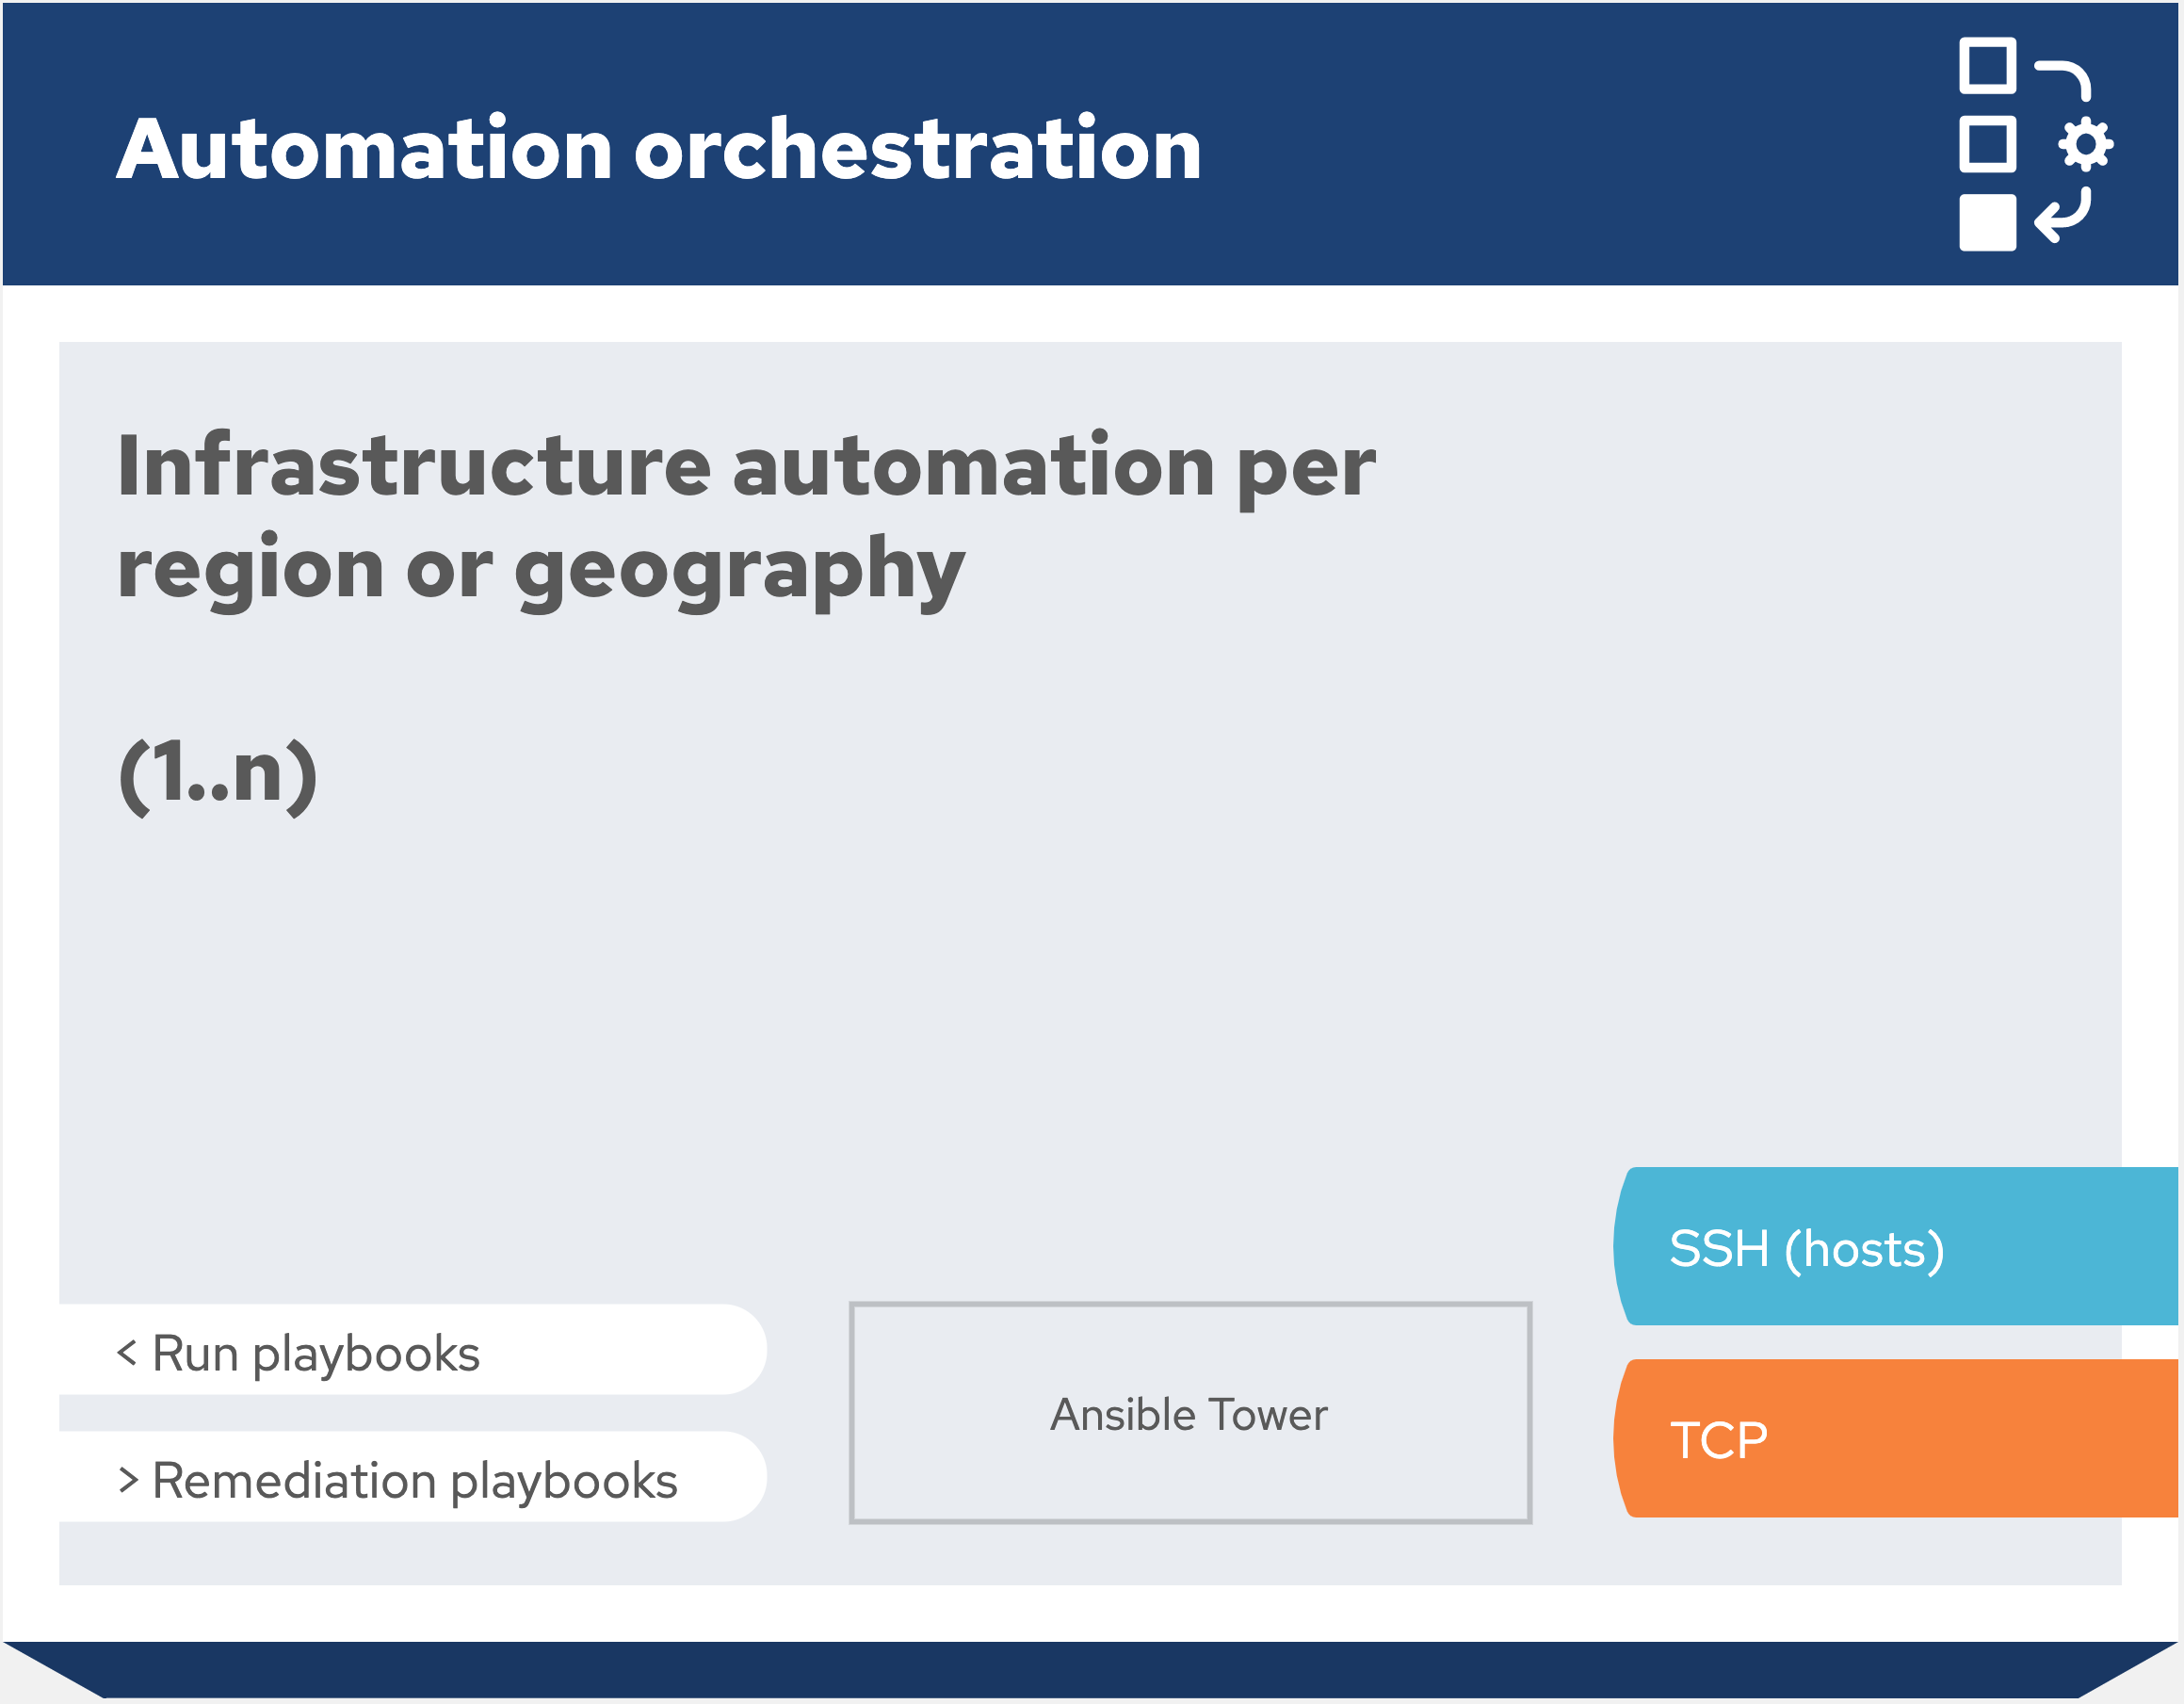 Automation orchestration
Infrastructure automation per
region or geography
(1..n)
SSH (hosts)
< Run playbooks
Ansible Tower
TCP
> Remediation playbooks